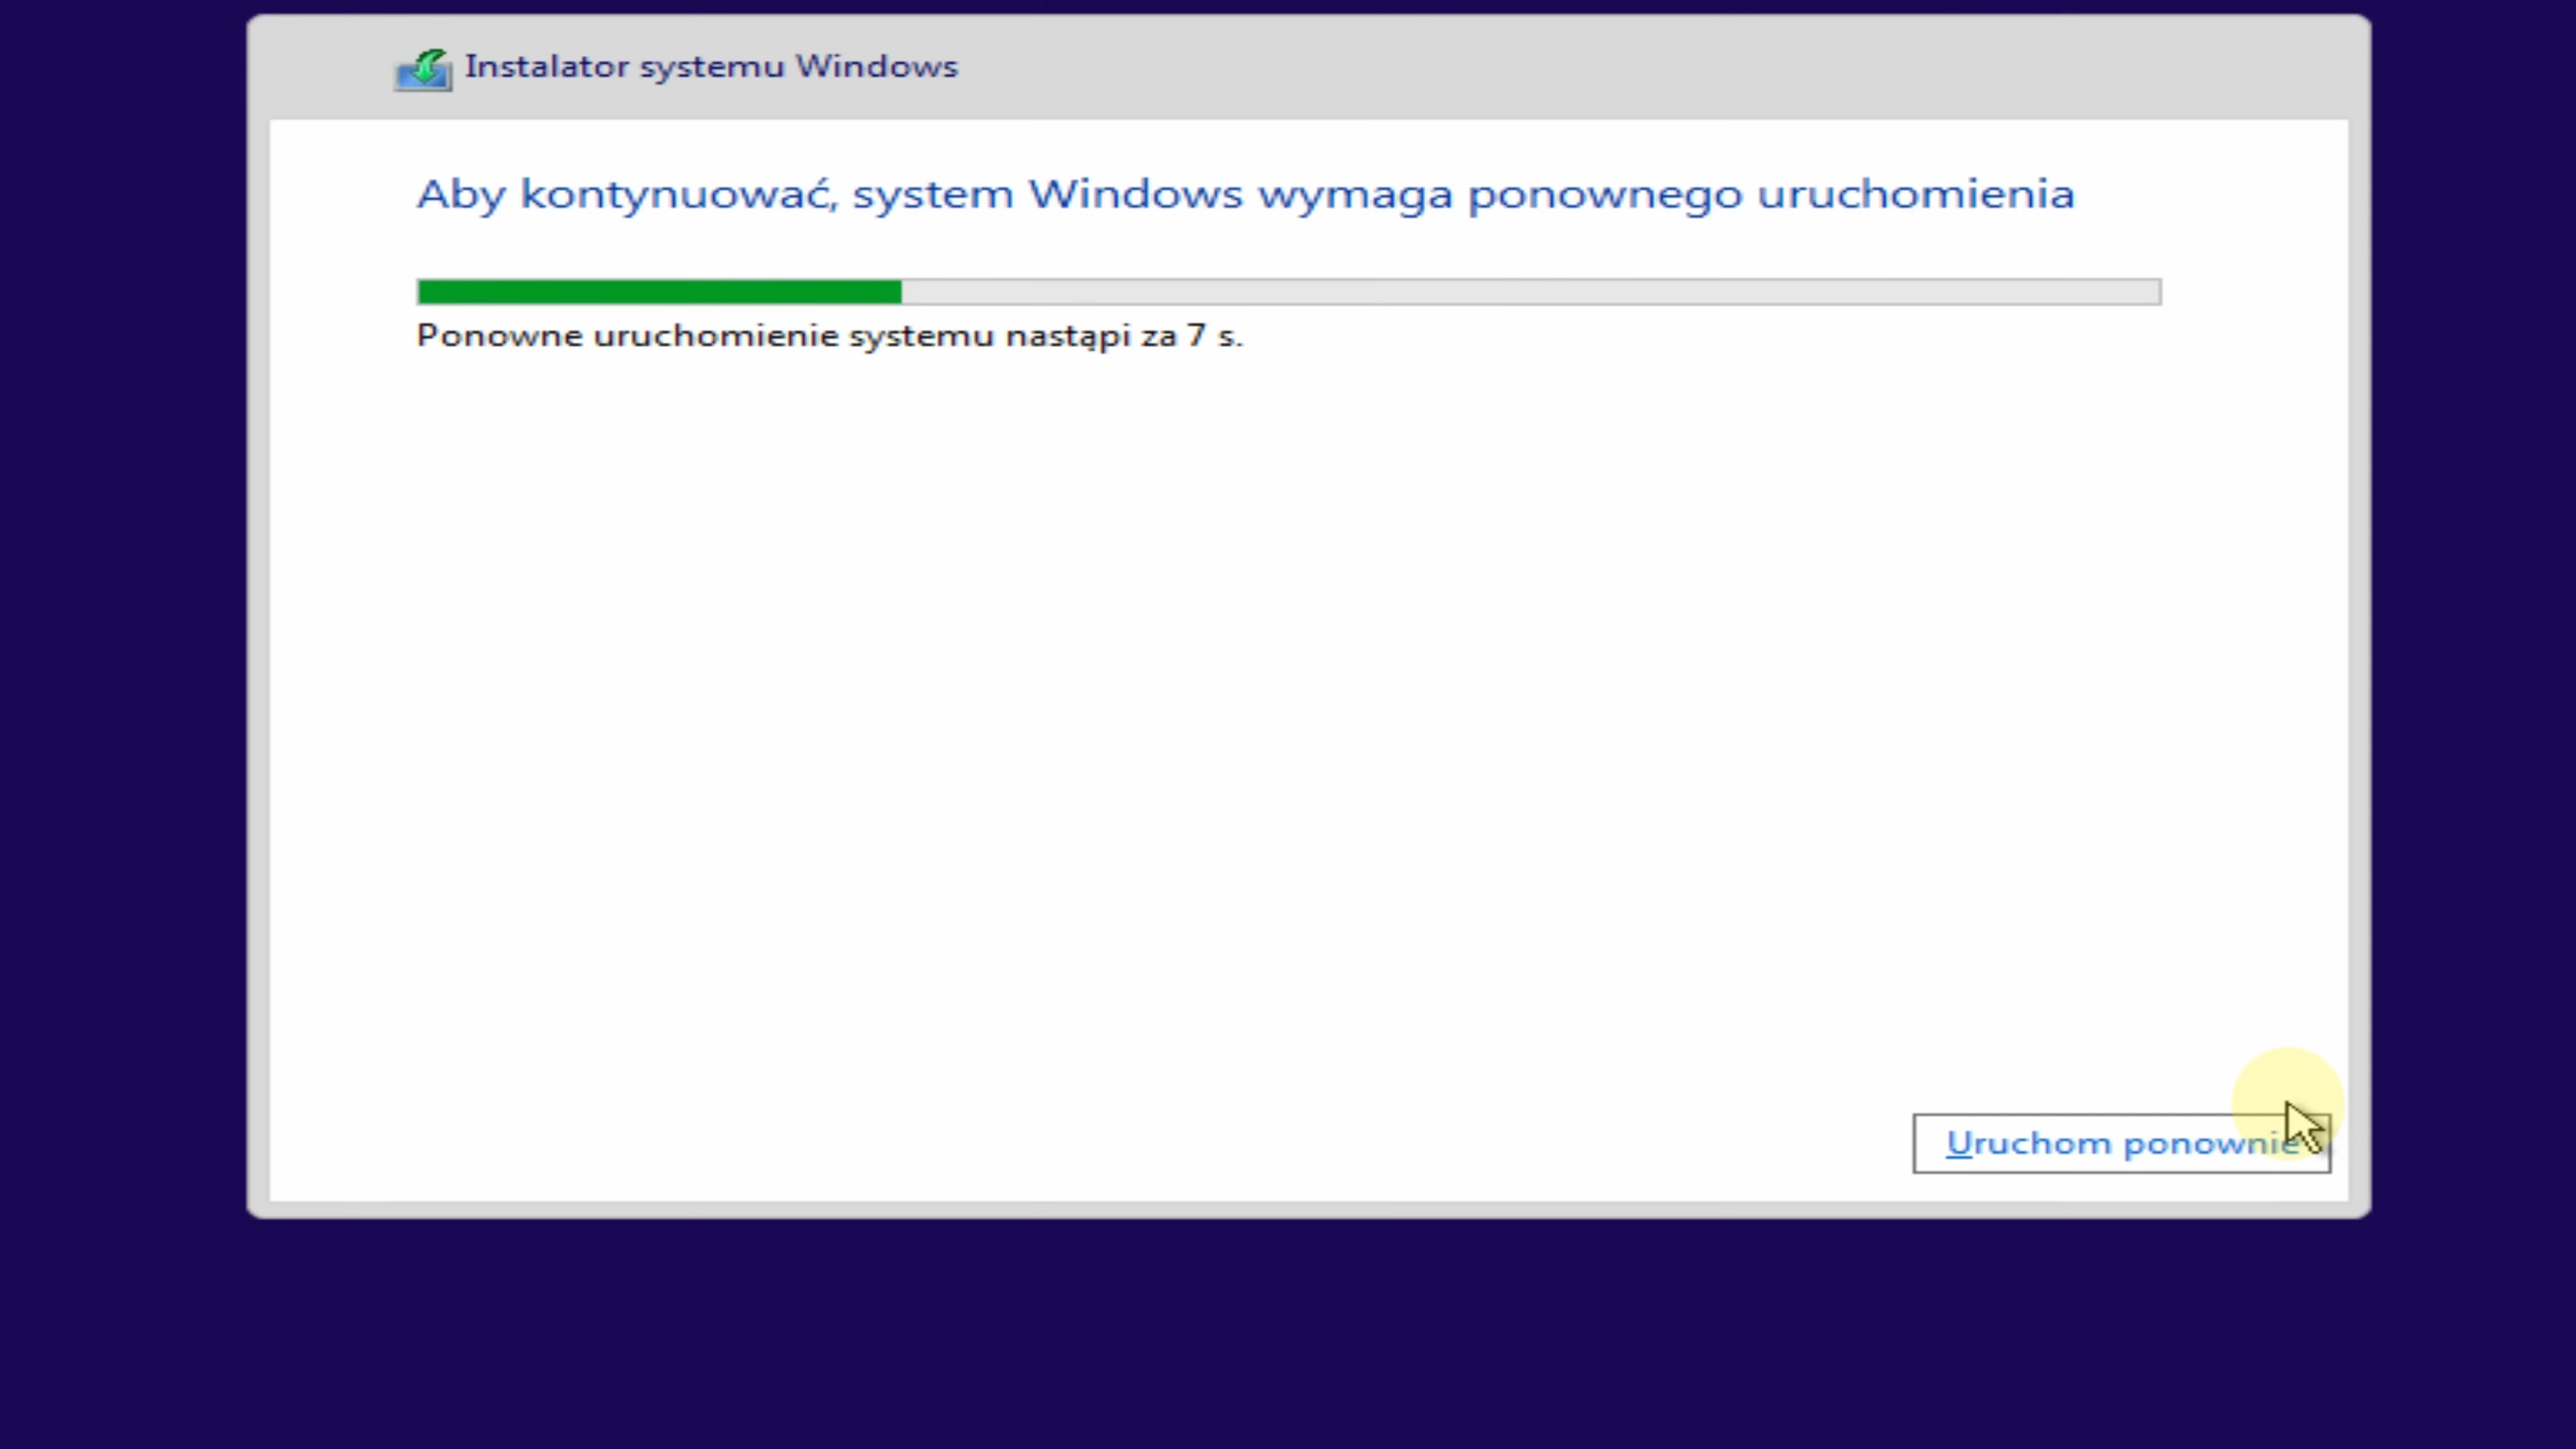 Instalator systemu Windows
Aby kontynuować, system Windows wymaga ponownego uruchomienia
Ponowne uruchomienie systemu nastąpi za 7 s.
Uruchom ponownie